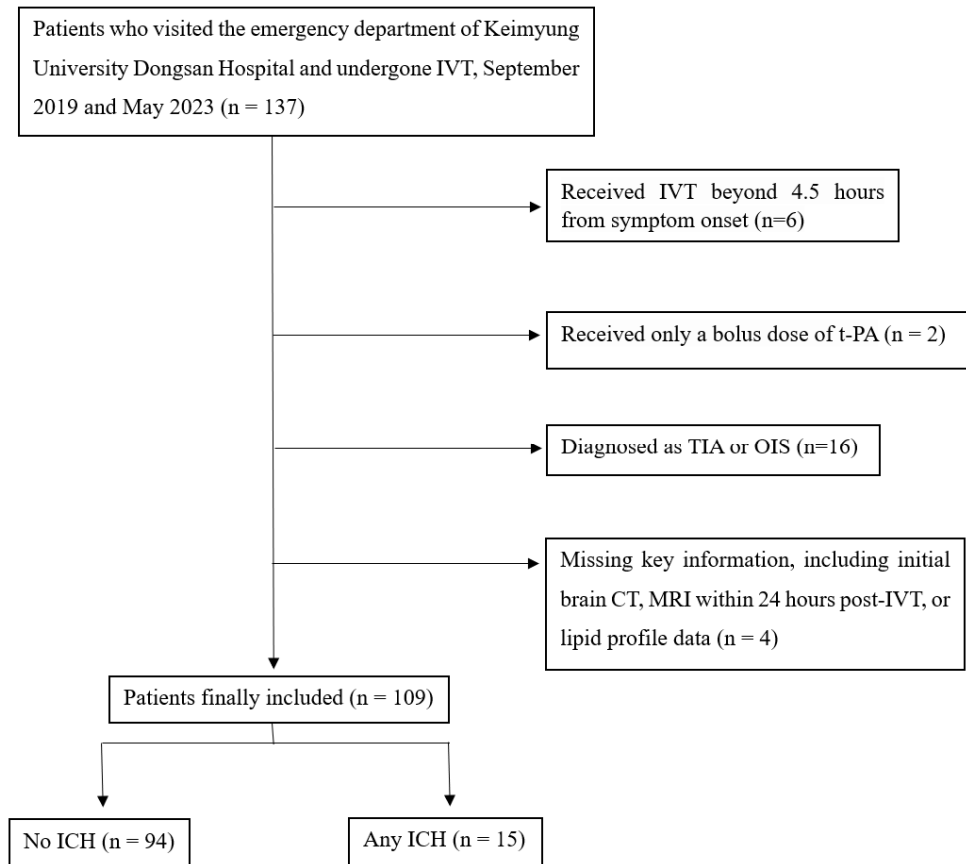 Patients who visited the emergency department of Keimyung
University Dongsan Hospital and undergone IVT, September
2019 and May 2023 (n = 137)
Received IVT beyond 4.5 hours
from symptom onset (n=6)
Received only a bolus dose of t-PA (n = 2)
Diagnosed as TIA or OIS (n=16)
Missing key information, including initial
brain CT, MRI within 24 hours post-IVT, or
lipid profile data (n = 4)
Patients finally included (n = 109)
No ICH (n = 94)
Any ICH (n = 15)